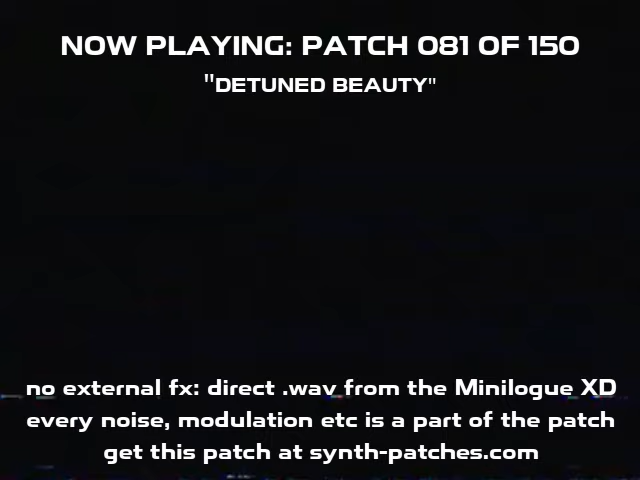 NOW PLAYING: PATCH 081 OF 150
"DETUNED BEAUTY"
no external fx: direct .wav from the Minilogue XD
every noise, modulation etc is a part of the patch
get this patch at synth-patches.com